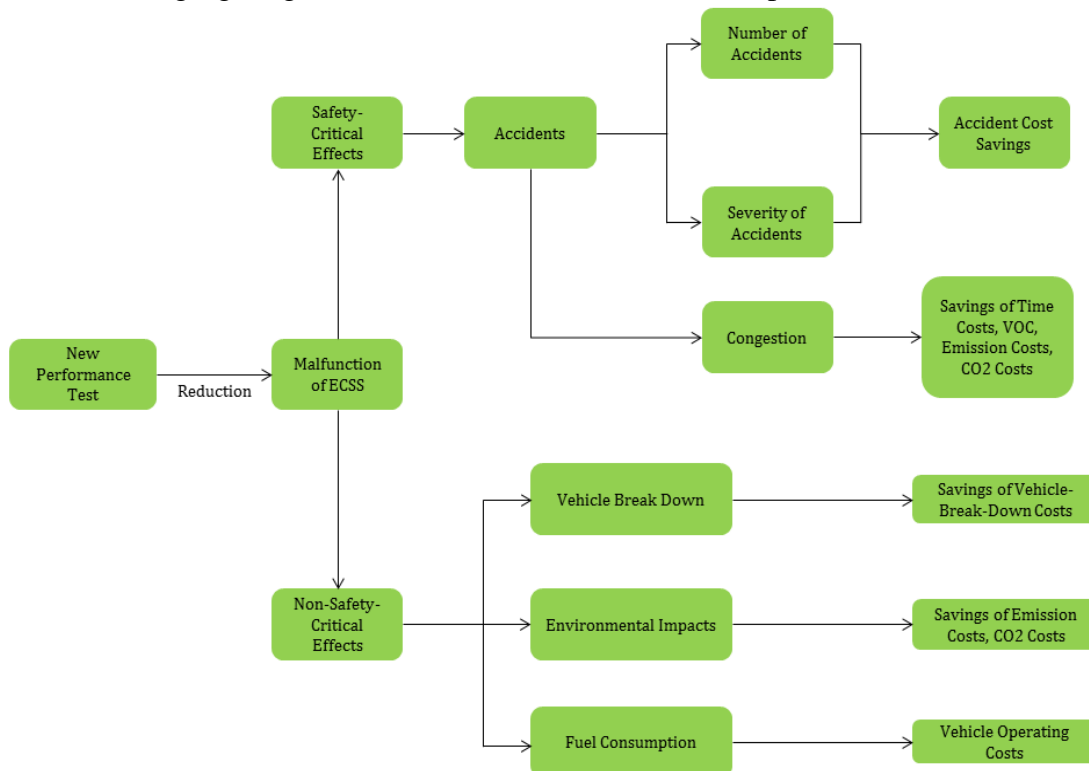 Number of
Accidents
Safety-
Critical
Effects
Accidents
Accident Cost
Savings
Severity of
Accidents
Savings of Time
Costs, VOC,
Emission Costs,
CO2 Costs
Congestion
New
Performance
Test
Reduction
Malfunction
of ECSS
Vehicle Break Down
Savings of Vehicle-
Break-Down Costs
Non-Safety-
Critical
Effects
Environmental Impacts
Savings of Emission
Costs, CO2 Costs
Fuel Consumption
Vehicle Operating
Costs